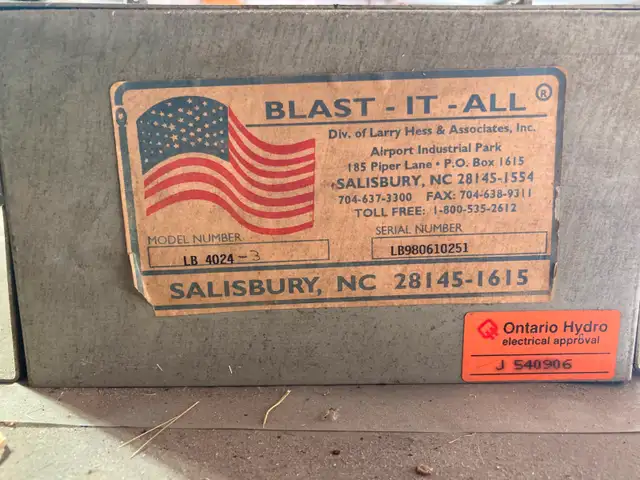 BLAST - IT - ALL ®
Div. of Larry Hess & Associates, Inc.
Airport Industrial Park
185 Piper Lane • P.O. Box 1615
SALISBURY, NC 28145-1554
704-637-3300 FAX: 704-638-9311
TOLL FREE: 1-800-535-2612
MODEL NUMBER SERIAL NUMBER
LB 4024-3 LB980610251
SALISBURY, NC 28145-1615
Ontario Hydro
electrical approval
J 540906